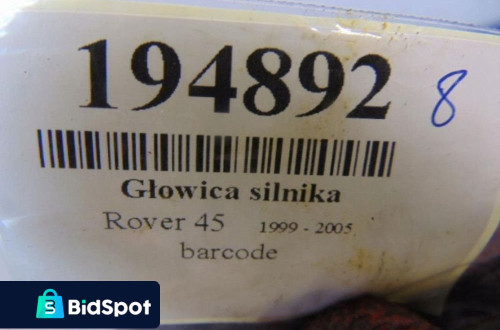 194892 8
Głowica silnika
Rover 45 1999 - 2005
barcode
BidSpot